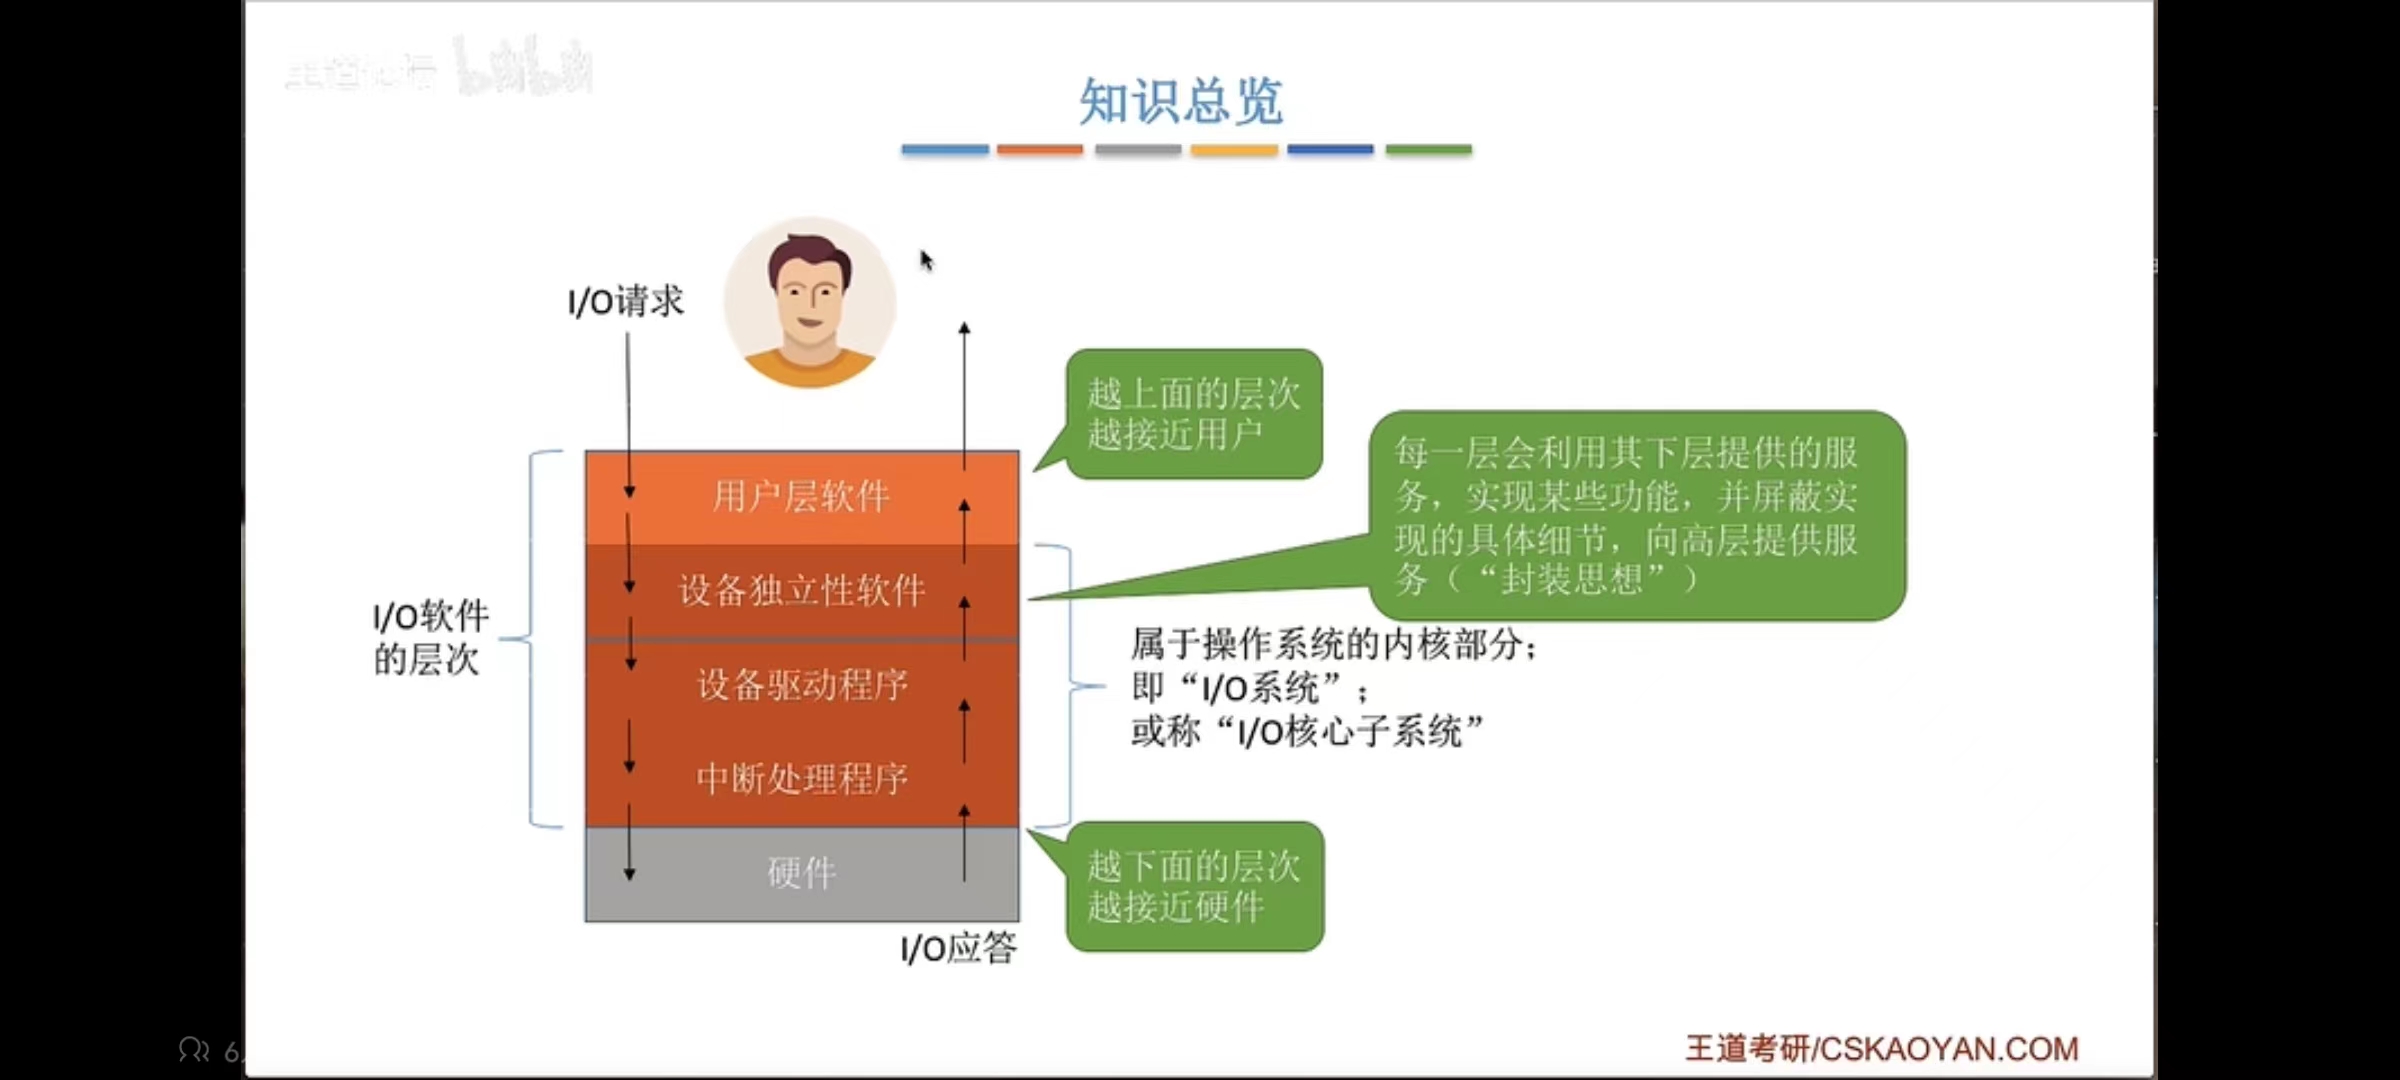 知识总览
I/O请求
越上面的层次
越接近用户
每一层会利用其下层提供的服
务，实现某些功能，并屏蔽实
现的具体细节，向高层提供服
务（“封装思想”）
用户层软件
设备独立性软件
I/O软件
的层次
设备驱动程序
中断处理程序
属于操作系统的内核部分；
即“I/O系统”；
或称“I/O核心子系统”
硬件
越下面的层次
越接近硬件
I/O应答
王道考研/CSKAOYAN.COM